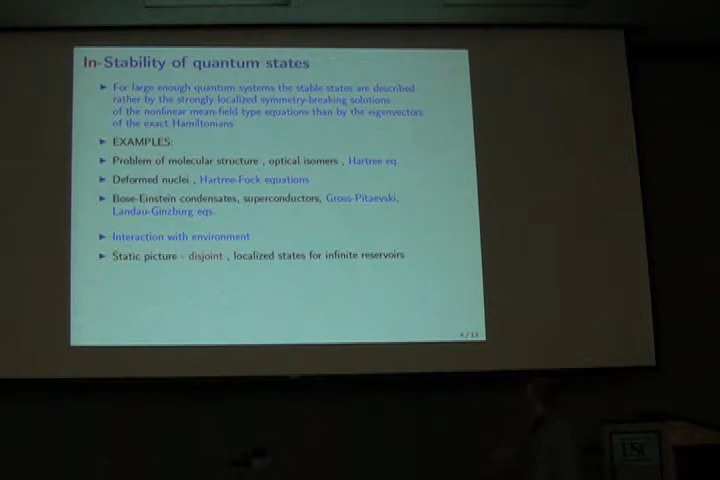 In-Stability of quantum states
► For large enough quantum systems the stable states are described
rather by the strongly localized symmetry-breaking solutions
of the nonlinear mean-field type equations than by the eigenvectors
of the exact Hamiltonians
► EXAMPLES:
► Problem of molecular structure , optical isomers , Hartree eq.
► Deformed nuclei , Hartree-Fock equations
► Bose-Einstein condensates, superconductors, Gross-Pitaevski,
Landau-Ginzburg eqs.
► Interaction with environment
► Static picture - disjoint , localized states for infinite reservoirs
4 / 13
USC